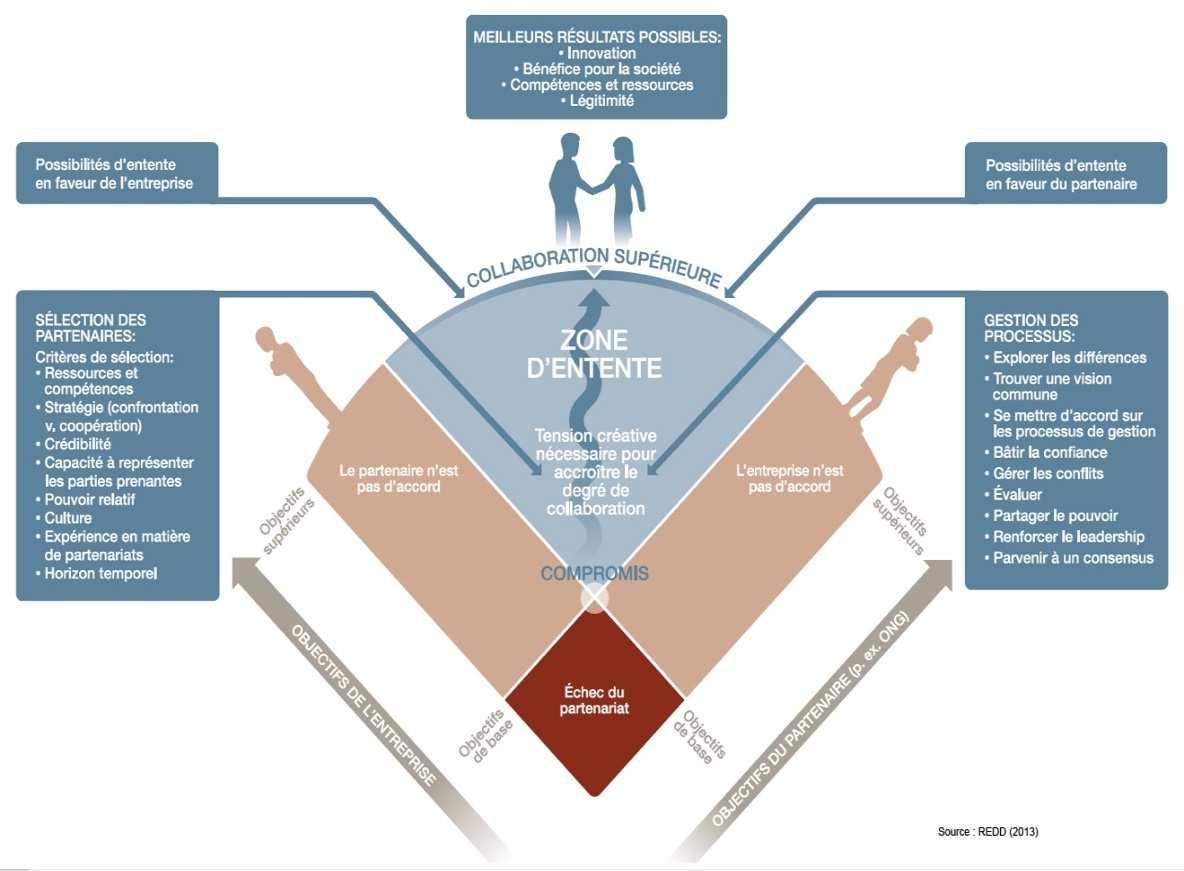 MEILLEURS RÉSULTATS POSSIBLES:
• Innovation
• Bénéfice pour la société
• Compétences et ressources
• Légitimité
Possibilités d'entente
en faveur de l'entreprise
Possibilités d'entente
en faveur du partenaire
COLLABORATION SUPÉRIEURE
SÉLECTION DES
PARTENAIRES:
Critères de sélection:
• Ressources et
compétences
• Stratégie (confrontation
v, coopération)
• Crédibilité
• Capacité à représenter
les parties prenantes
• Pouvoir relatif
• Culture
• Expérience en matière
de partenariats
• Horizon temporel
ZONE
D'ENTENTE
Tension créative
nécessaire pour
accroître le
degré de
collaboration
COMPROMIS
Le partenaire n'est
pas d'accord
L'entreprise n'est
pas d'accord
GESTION DES
PROCESSUS:
• Explorer les différences
• Trouver une vision
commune
• Se mettre d'accord sur
les processus de gestion
• Bâtir la confiance
• Gérer les conflits
• Évaluer
• Partager le pouvoir
• Renforcer le leadership
• Parvenir à un consensus
Objectifs
supérieurs
Objectifs
supérieurs
Échec du
partenariat
Objectifs
de base
Objectifs
de base
OBJECTIFS DE L'ENTREPRISE
OBJECTIFS DU PARTENAIRE (p. ex. ONG)
Source : REDD (2013)